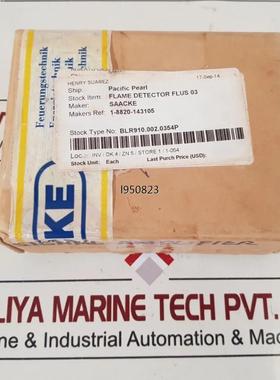 Feuerungstechnik
KE
HENRY SUAREZ
17-Sep-14
Ship: Pacific Pearl
Stock Item: FLAME DETECTOR FLUS 03
Maker: SAACKE
Makers Ref: 1-8820-143105
Stock Type No: BLR910.002.0354P
Loc.: INV / DK 4 / ZN 5 / STORE 1 / 1-054
Stock Unit: Each
Last Purch Price (USD):
I950823
LIYA MARINE TECH PVT.
ine & Industrial Automation & Mach